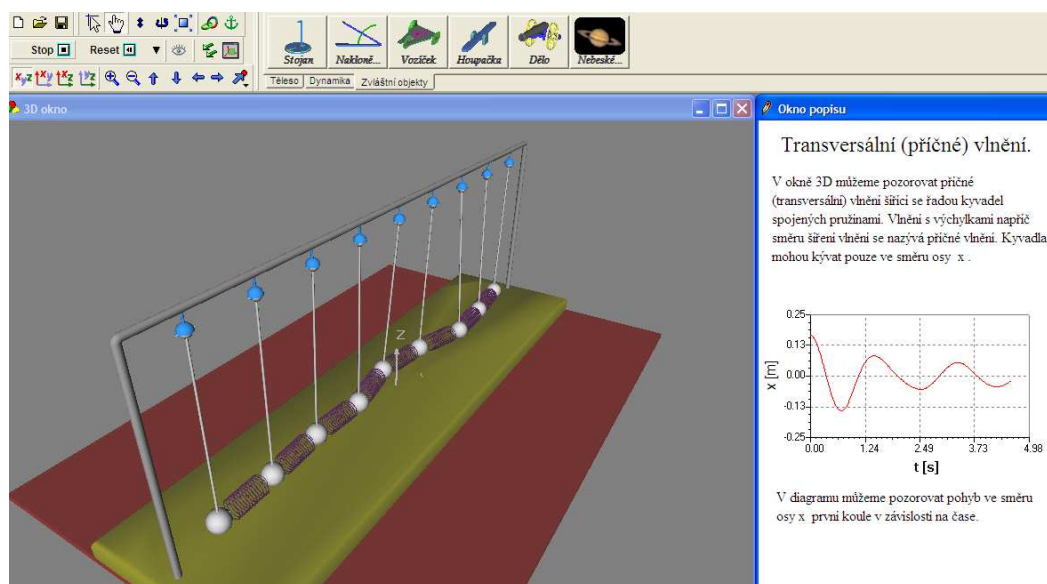 Stop Reset
Stojan Nakloně... Vozíček Houpačka Dělo Nebeské...
Těleso Dynamika Zvláštní objekty
xyz xy xz yz
3D okno
Z
Okno popisu
Transversální (příčné) vlnění.
V okně 3D můžeme pozorovat příčné
(transversální) vlnění šířící se řadou kyvadel
spojených pružinami. Vlnění s výchylkami napříč
směru šíření vlnění se nazývá příčné vlnění. Kyvadla
mohou kývat pouze ve směru osy x .
0.25
0.13
0.00
-0.13
-0.25
x [m]
0.00 1.24 2.49 3.73 4.98
t [s]
V diagramu můžeme pozorovat pohyb ve směru
osy x první koule v závislosti na čase.